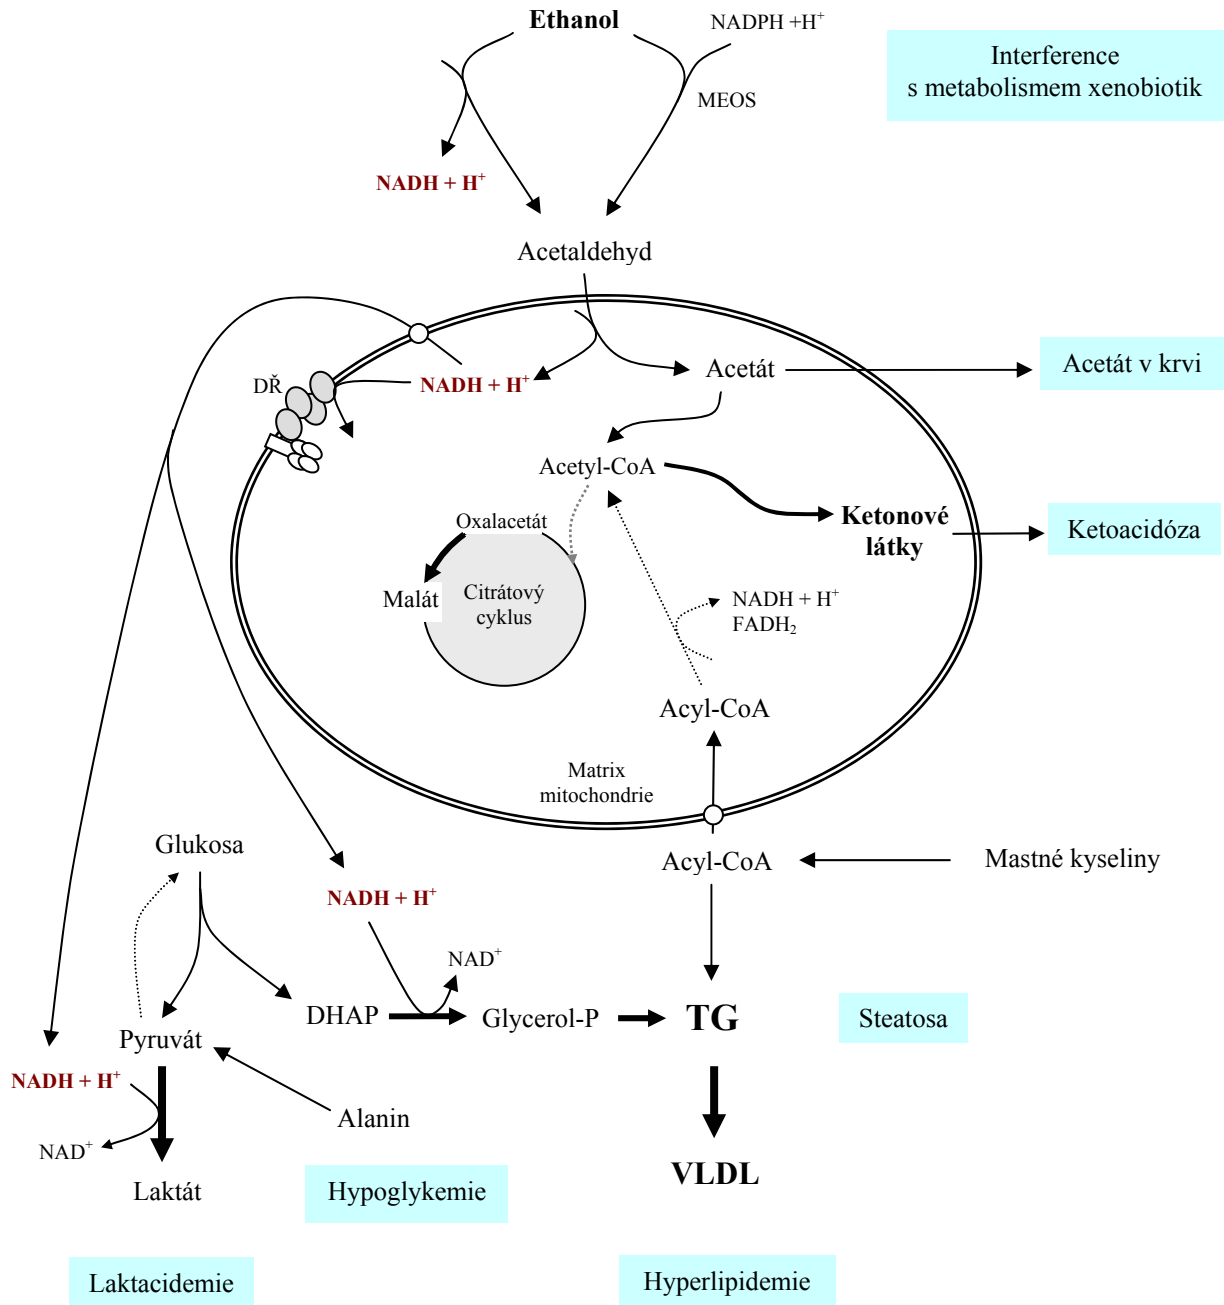 Ethanol
NADPH +H⁺
Interference
s metabolismem xenobiotik
MEOS
NADH + H⁺
Acetaldehyd
DŘ
NADH + H⁺
Acetát
Acetát v krvi
Acetyl-CoA
Oxalacetát
Ketonové
látky
Ketoacidóza
Malát
Citrátový
cyklus
NADH + H⁺
FADH₂
Acyl-CoA
Matrix
mitochondrie
Glukosa
Acyl-CoA
Mastné kyseliny
NADH + H⁺
NAD⁺
DHAP
Glycerol-P
TG
Steatosa
Pyruvát
NADH + H⁺
Alanin
NAD⁺
Laktát
Hypoglykemie
VLDL
Laktacidemie
Hyperlipidemie